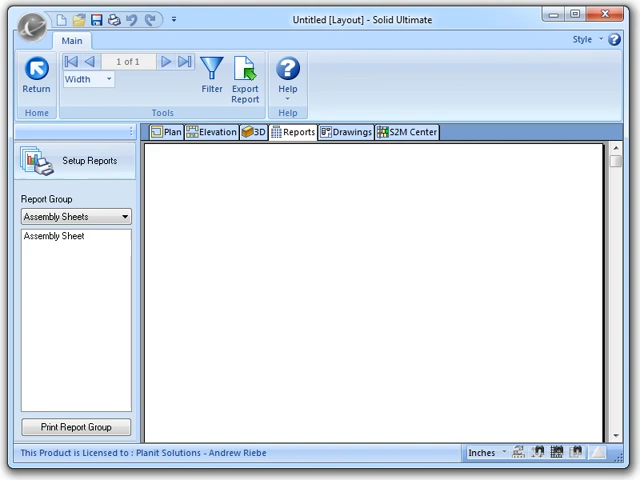 Untitled [Layout] - Solid Ultimate
Main
Style
Return
1 of 1
Width
Filter
Export
Report
Help
Home
Tools
Help
Plan
Elevation
3D
Reports
Drawings
S2M Center
Setup Reports
Report Group
Assembly Sheets
Assembly Sheet
Print Report Group
This Product is Licensed to : Planit Solutions - Andrew Riebe
Inches